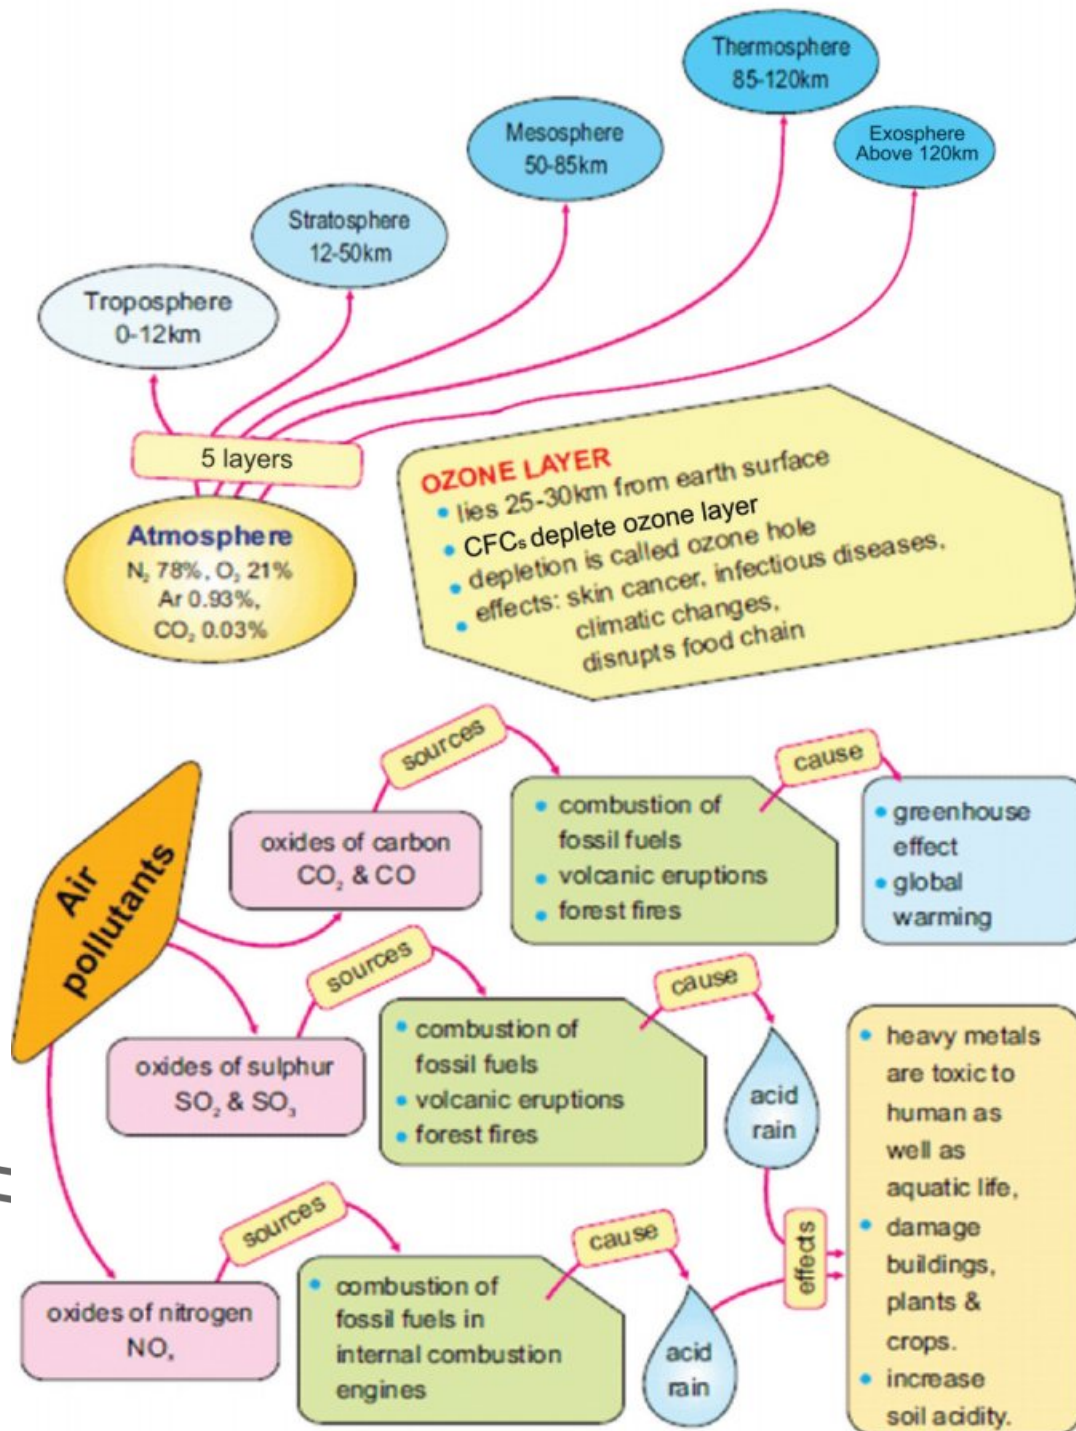 Thermosphere
85-120km
Exosphere
Above 120km
Mesosphere
50-85km
Stratosphere
12-50km
Troposphere
0-12km
5 layers
Atmosphere
N₂ 78%, O₂ 21%
Ar 0.93%,
CO₂ 0.03%
OZONE LAYER
• lies 25-30km from earth surface
• CFCs deplete ozone layer
• depletion is called ozone hole
• effects: skin cancer, infectious diseases,
climatic changes,
disrupts food chain
Air
pollutants
sources
cause
oxides of carbon
CO₂ & CO
• combustion of
fossil fuels
• volcanic eruptions
• forest fires
• greenhouse
effect
• global
warming
sources
cause
oxides of sulphur
SO₂ & SO₃
• combustion of
fossil fuels
• volcanic eruptions
• forest fires
acid
rain
sources
cause
oxides of nitrogen
NOₓ
• combustion of
fossil fuels in
internal combustion
engines
acid
rain
effects
• heavy metals
are toxic to
human as
well as
aquatic life,
• damage
buildings,
plants &
crops.
• increase
soil acidity.